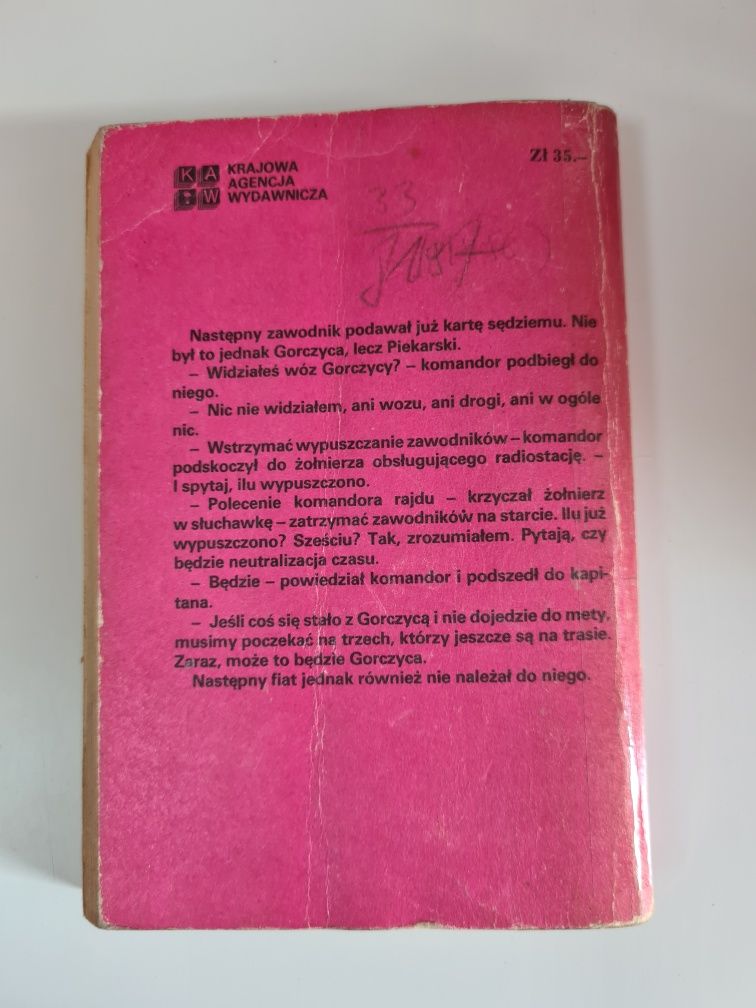 K A W
KRAJOWA
AGENCJA
WYDAWNICZA
Zł 35.–
33
Następny zawodnik podawał już kartę sędziemu. Nie
był to jednak Gorczyca, lecz Piekarski.
– Widziałeś wóz Gorczycy? – komandor podbiegł do
niego.
– Nic nie widziałem, ani wozu, ani drogi, ani w ogóle
nic.
– Wstrzymać wypuszczanie zawodników – komandor
podskoczył do żołnierza obsługującego radiostację. –
I spytaj, ilu wypuszczono.
– Polecenie komandora rajdu – krzyczał żołnierz
w słuchawkę – zatrzymać zawodników na starcie. Ilu już
wypuszczono? Sześciu? Tak, zrozumiałem. Pytają, czy
będzie neutralizacja czasu.
– Będzie – powiedział komandor i podszedł do kapi-
tana.
– Jeśli coś się stało z Gorczycą i nie dojedzie do mety,
musimy poczekać na trzech, którzy jeszcze są na trasie.
Zaraz, może to będzie Gorczyca.
Następny fiat jednak również nie należał do niego.